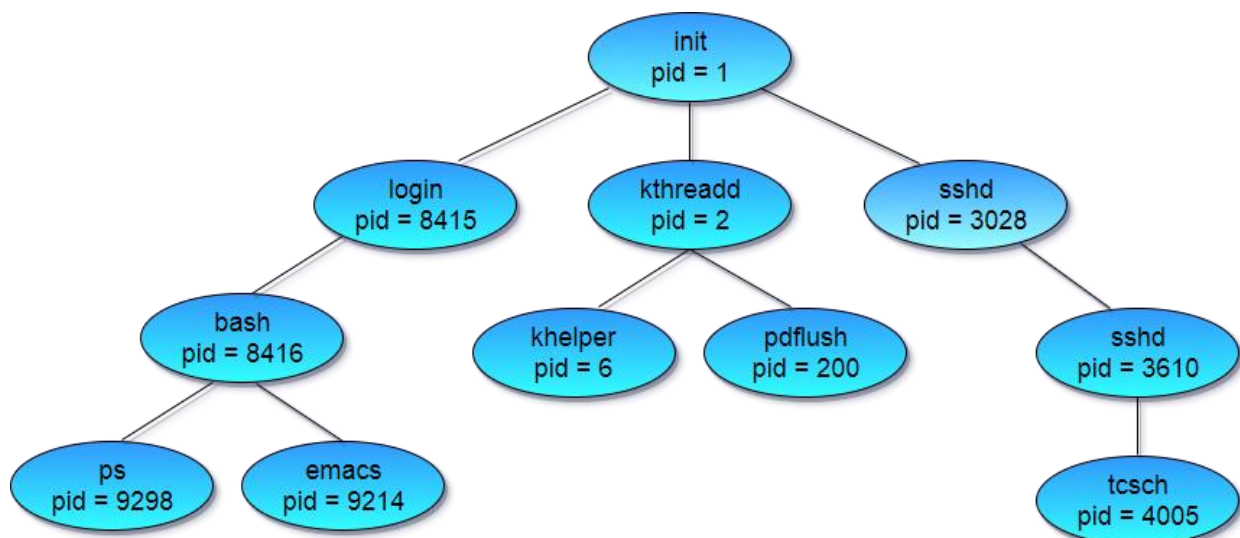 init
pid = 1
login
pid = 8415
kthreadd
pid = 2
sshd
pid = 3028
bash
pid = 8416
khelper
pid = 6
pdflush
pid = 200
sshd
pid = 3610
ps
pid = 9298
emacs
pid = 9214
tcsch
pid = 4005